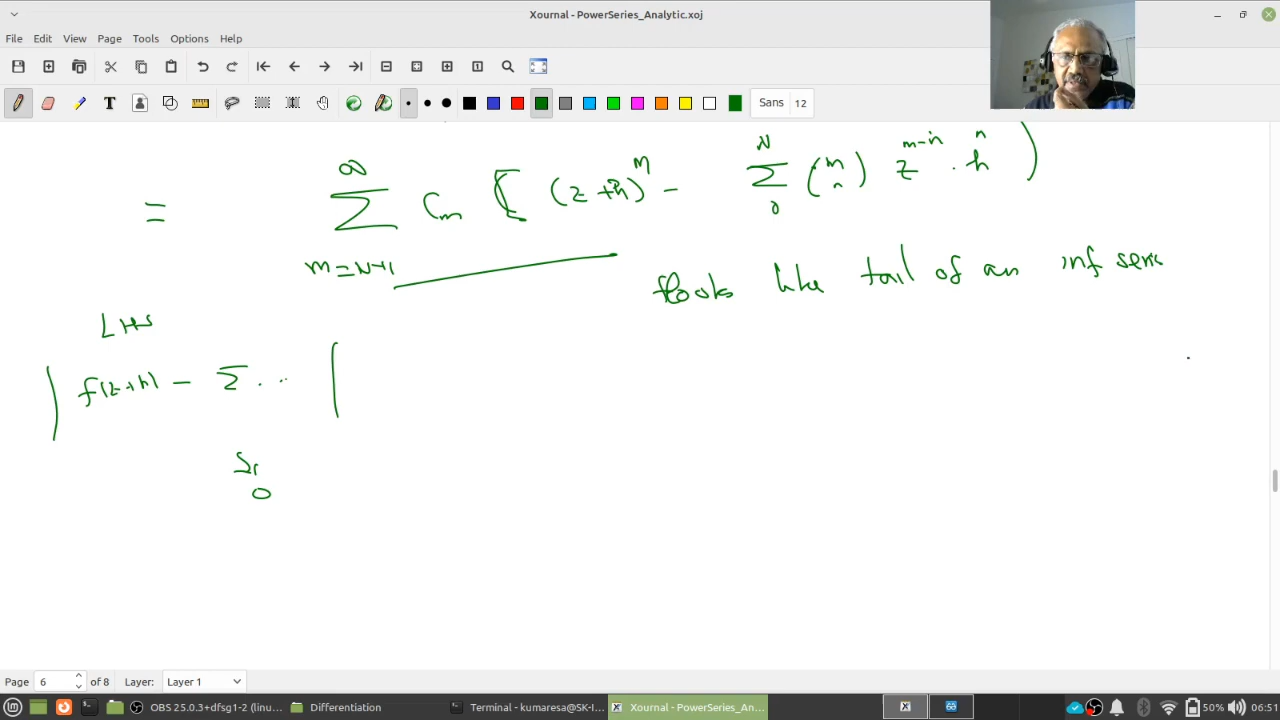 Xournal - PowerSeries_Analytic.xoj
File Edit View Page Tools Options Help
Sans 12
= ∞ Σ m=N+1 Cm [ (z+h)^m - N Σ 0 (m n) z^m-n · h^n )
looks like tail of an inf serie
LHS
| f(z+h) - Σ ... |
0
Page 6 of 8 Layer: Layer 1
OBS 25.0.3+dfsg1-2 (linu... Differentiation Terminal - kumaresa@SK-I... Xournal - PowerSeries_An... 50% 06:51